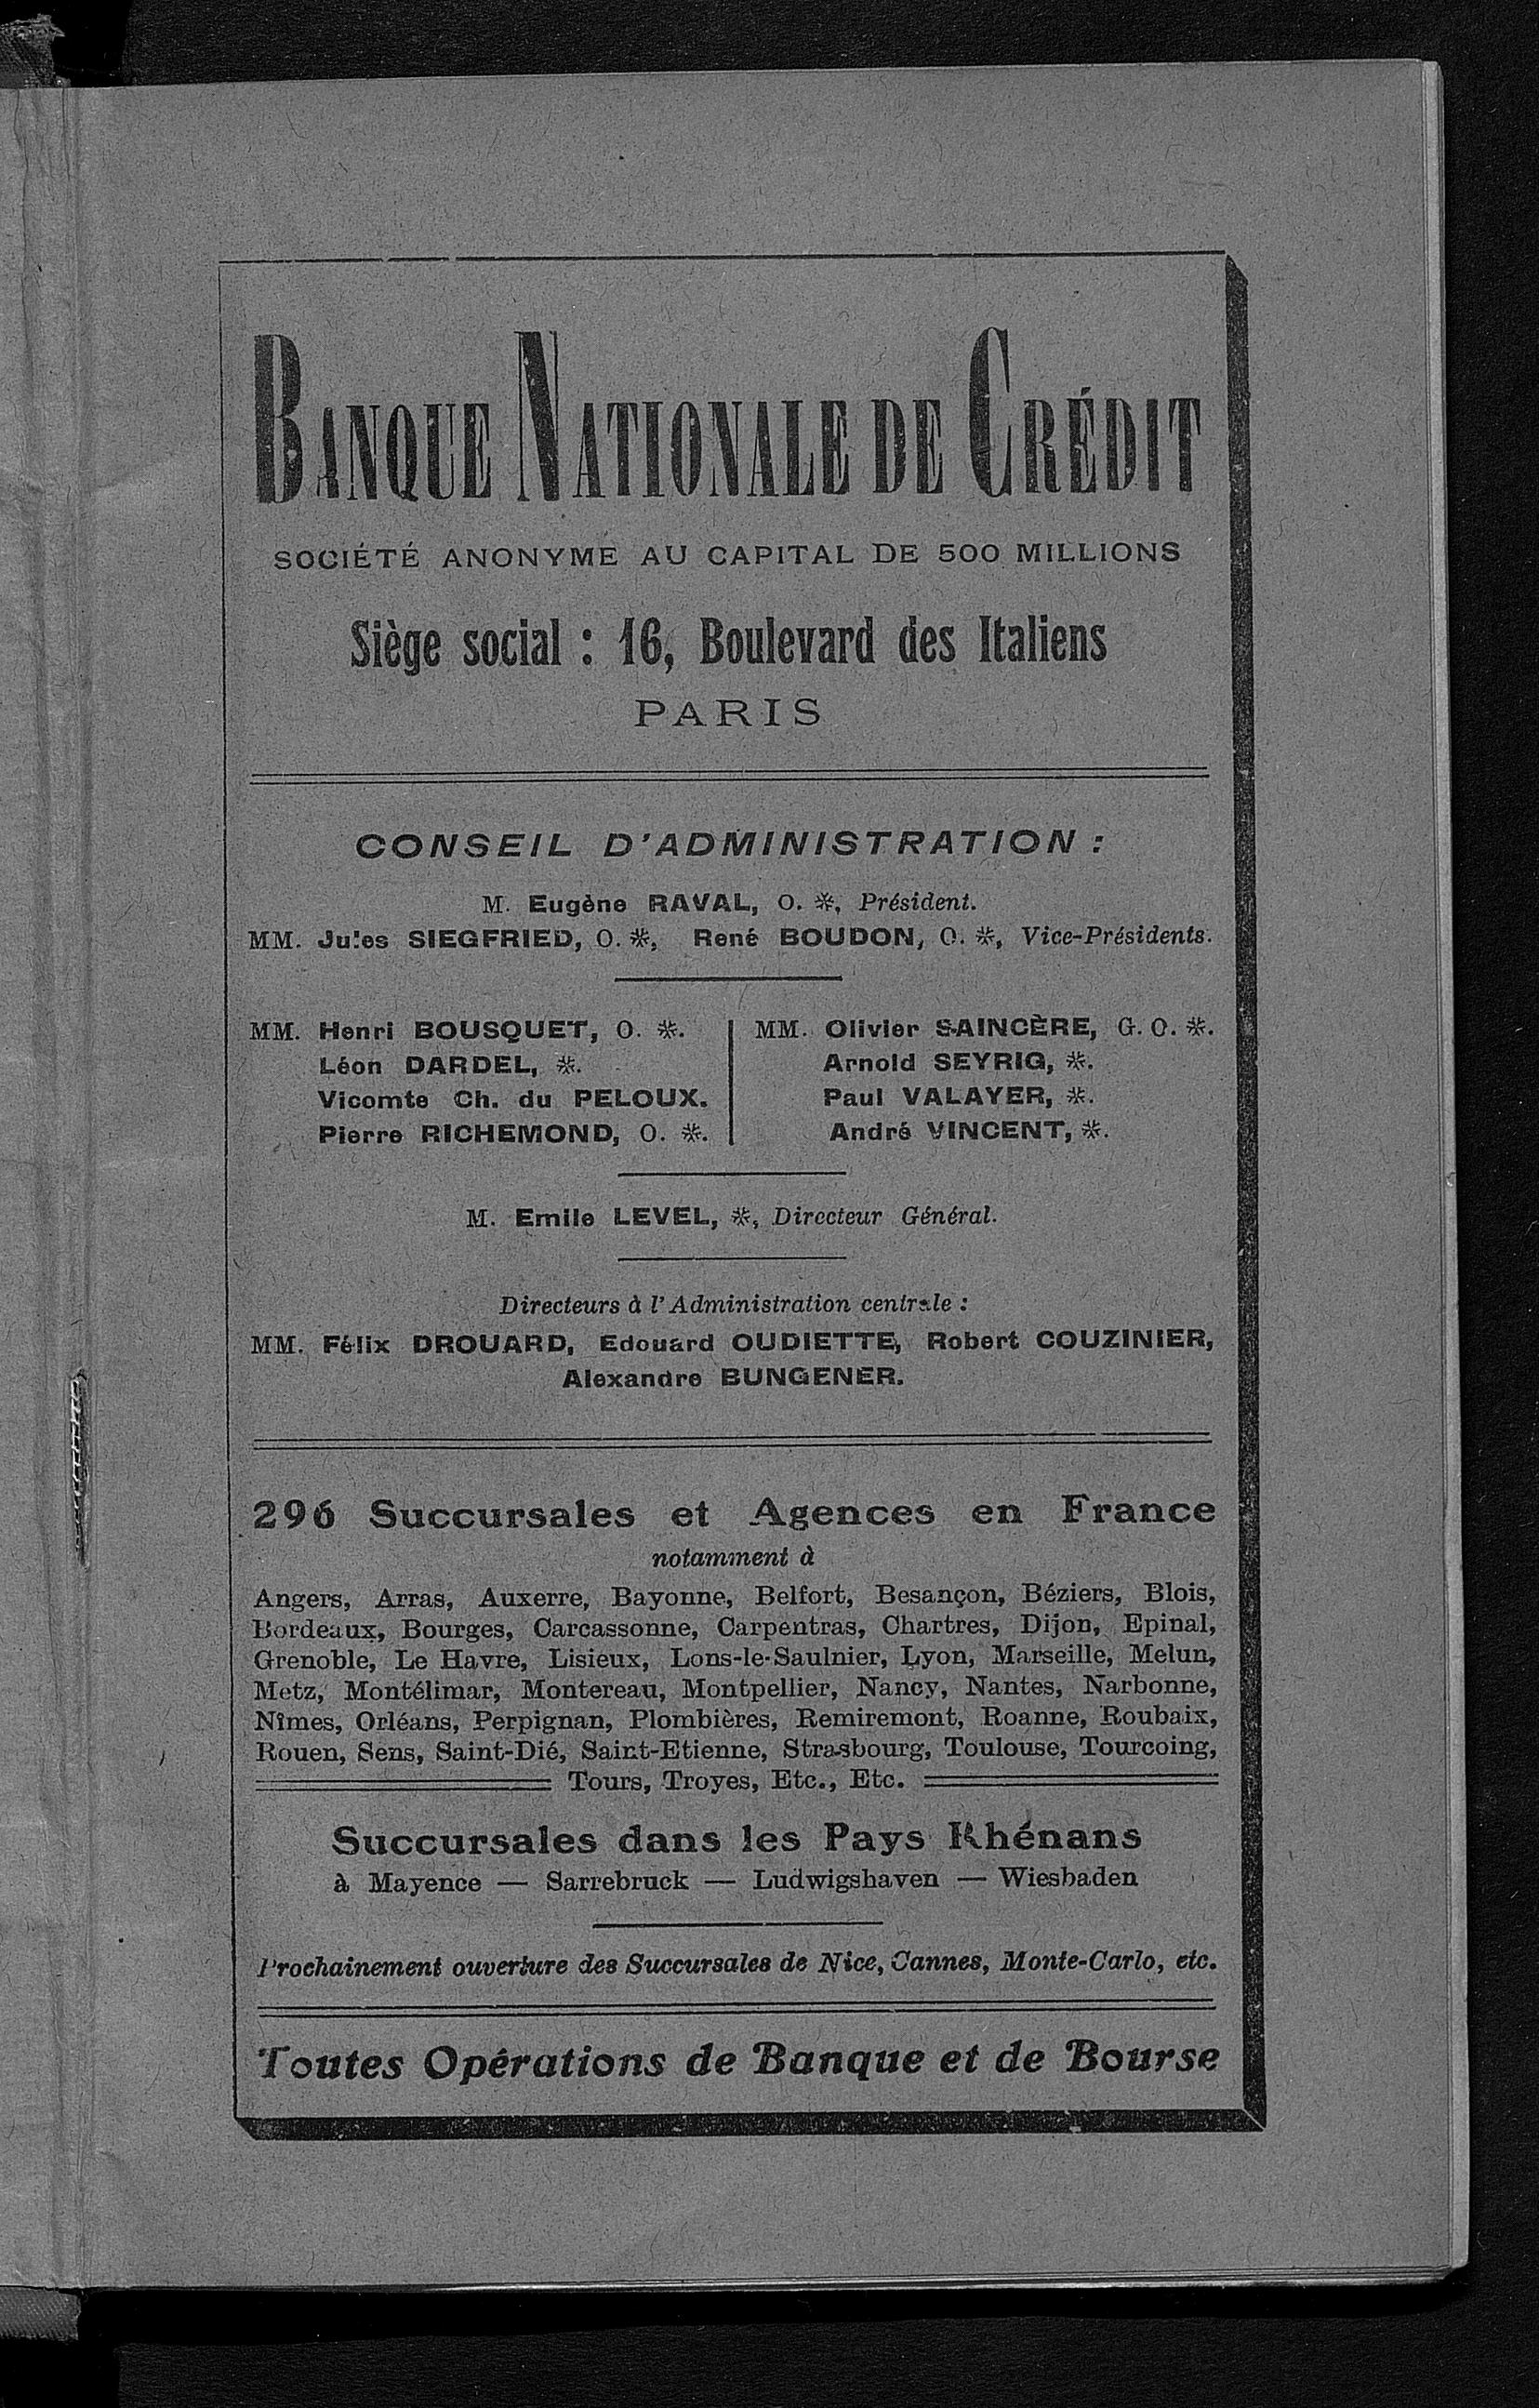 BANQUE NATIONALE DE CRÉDIT
SOCIÉTÉ ANONYME AU CAPITAL DE 500 MILLIONS
Siège social : 16, Boulevard des Italiens
PARIS
CONSEIL D'ADMINISTRATION :
M. Eugène RAVAL, O. ✻, Président.
MM. Jules SIEGFRIED, O. ✻, René BOUDON, O. ✻, Vice-Présidents.
MM. Henri BOUSQUET, O. ✻.
Léon DARDEL, ✻.
Vicomte Ch. du PELOUX.
Pierre RICHEMOND, O. ✻.
MM. Olivier SAINCÈRE, G. O. ✻.
Arnold SEYRIG, ✻.
Paul VALAYER, ✻.
André VINCENT, ✻.
M. Emile LEVEL, ✻, Directeur Général.
Directeurs à l'Administration centrale :
MM. Félix DROUARD, Edouard OUDIETTE, Robert COUZINIER,
Alexandre BUNGENER.
296 Succursales et Agences en France
notamment à
Angers, Arras, Auxerre, Bayonne, Belfort, Besançon, Béziers, Blois,
Bordeaux, Bourges, Carcassonne, Carpentras, Chartres, Dijon, Epinal,
Grenoble, Le Havre, Lisieux, Lons-le-Saulnier, Lyon, Marseille, Melun,
Metz, Montélimar, Montereau, Montpellier, Nancy, Nantes, Narbonne,
Nîmes, Orléans, Perpignan, Plombières, Remiremont, Roanne, Roubaix,
Rouen, Sens, Saint-Dié, Saint-Etienne, Strasbourg, Toulouse, Tourcoing,
Tours, Troyes, Etc., Etc.
Succursales dans les Pays Rhénans
à Mayence — Sarrebruck — Ludwigshaven — Wiesbaden
Prochainement ouverture des Succursales de Nice, Cannes, Monte-Carlo, etc.
Toutes Opérations de Banque et de Bourse